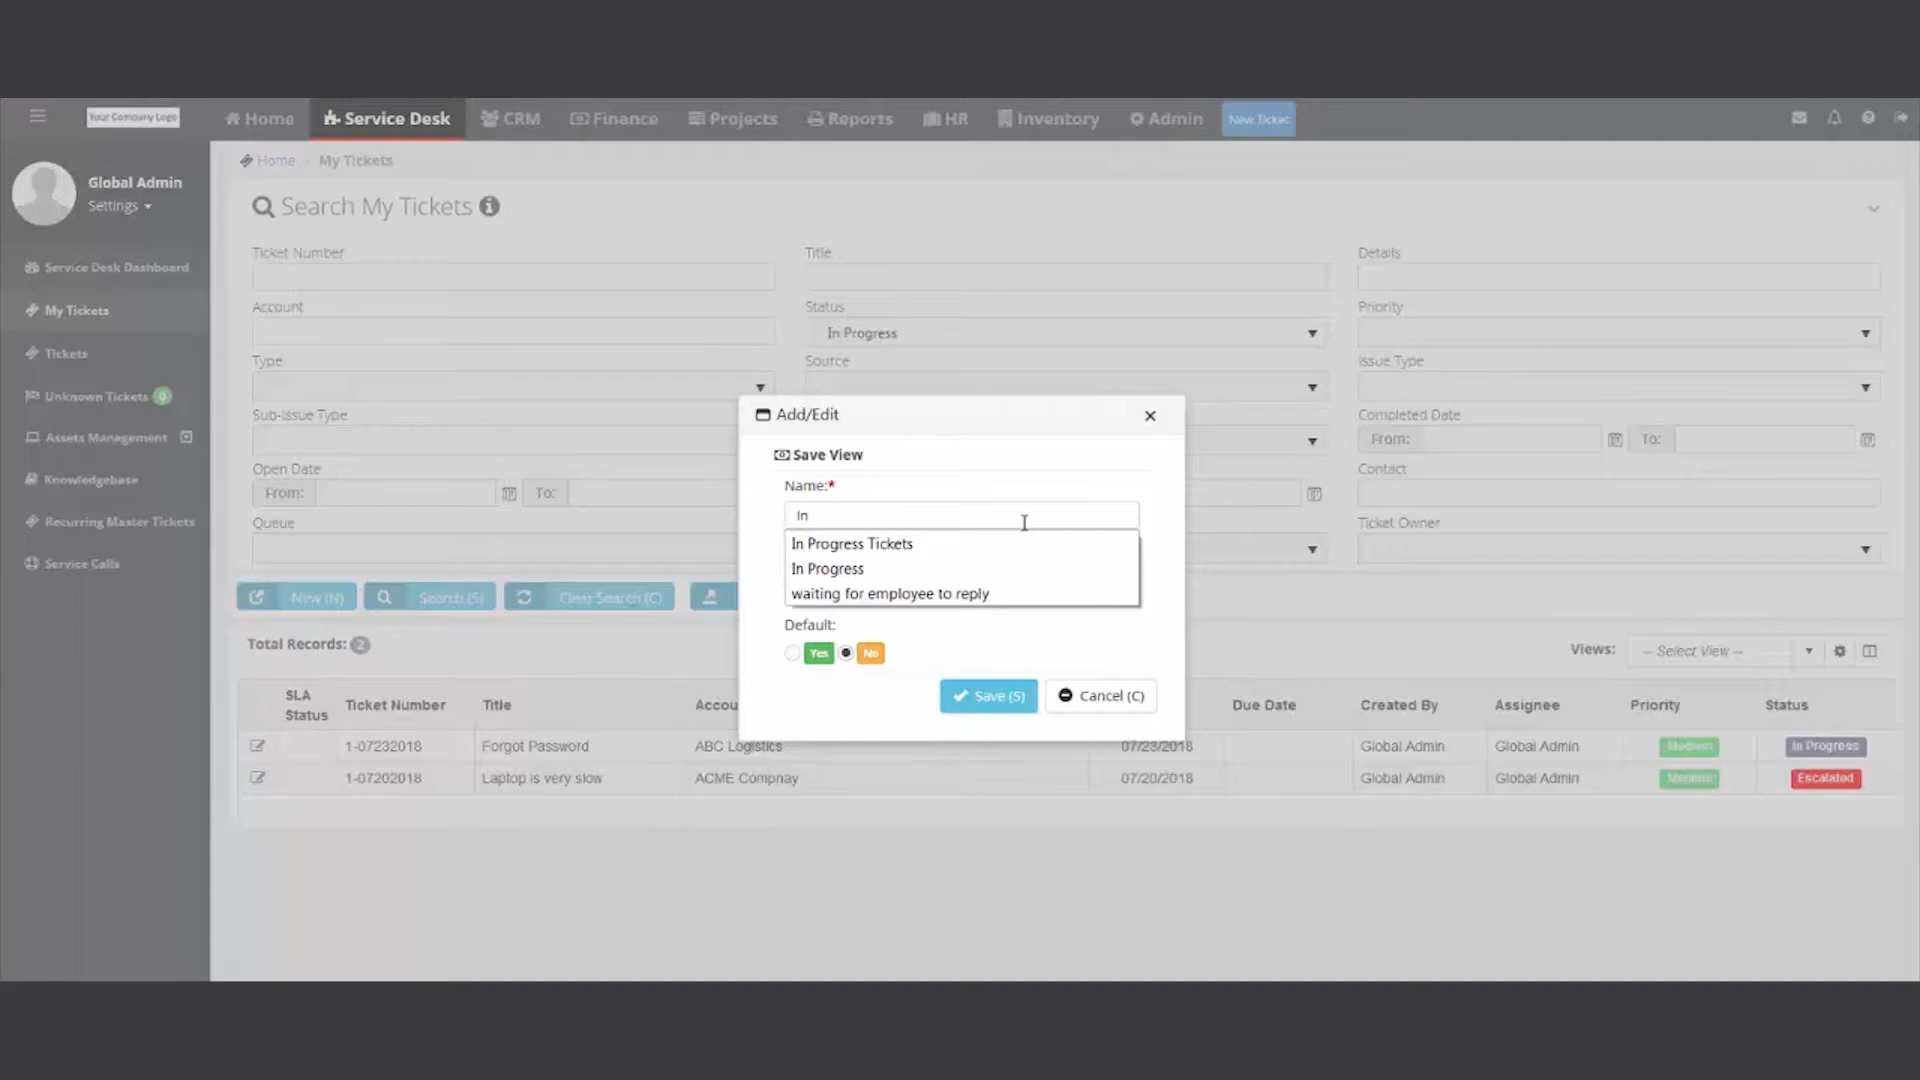 Your Company Logo
Home
Service Desk
CRM
Finance
Projects
Reports
HR
Inventory
Admin
New Ticket
Global Admin
Settings
Service Desk Dashboard
My Tickets
Tickets
Unknown Tickets 0
Assets Management
Knowledgebase
Recurring Master Tickets
Service Calls
Home My Tickets
Search My Tickets
Ticket Number
Title
Details
Account
Status
Priority
In Progress
Type
Source
Issue Type
Sub-Issue Type
Completed Date
From:
To:
Open Date
Contact
From:
To:
Queue
Ticket Owner
Add/Edit
Save View
Name:*
In
In Progress Tickets
In Progress
waiting for employee to reply
Default:
Yes
No
Save (S)
Cancel (C)
New (N)
Search (S)
Clear Search (C)
Total Records: 2
Views:
-- Select View --
SLA Status
Ticket Number
Title
Accou
Due Date
Created By
Assignee
Priority
Status
1-07232018 Forgot Password ABC Logistics 07/23/2018 Global Admin Global Admin Medium In Progress
1-07202018 Laptop is very slow ACME Compnay 07/20/2018 Global Admin Global Admin Medium Escalated